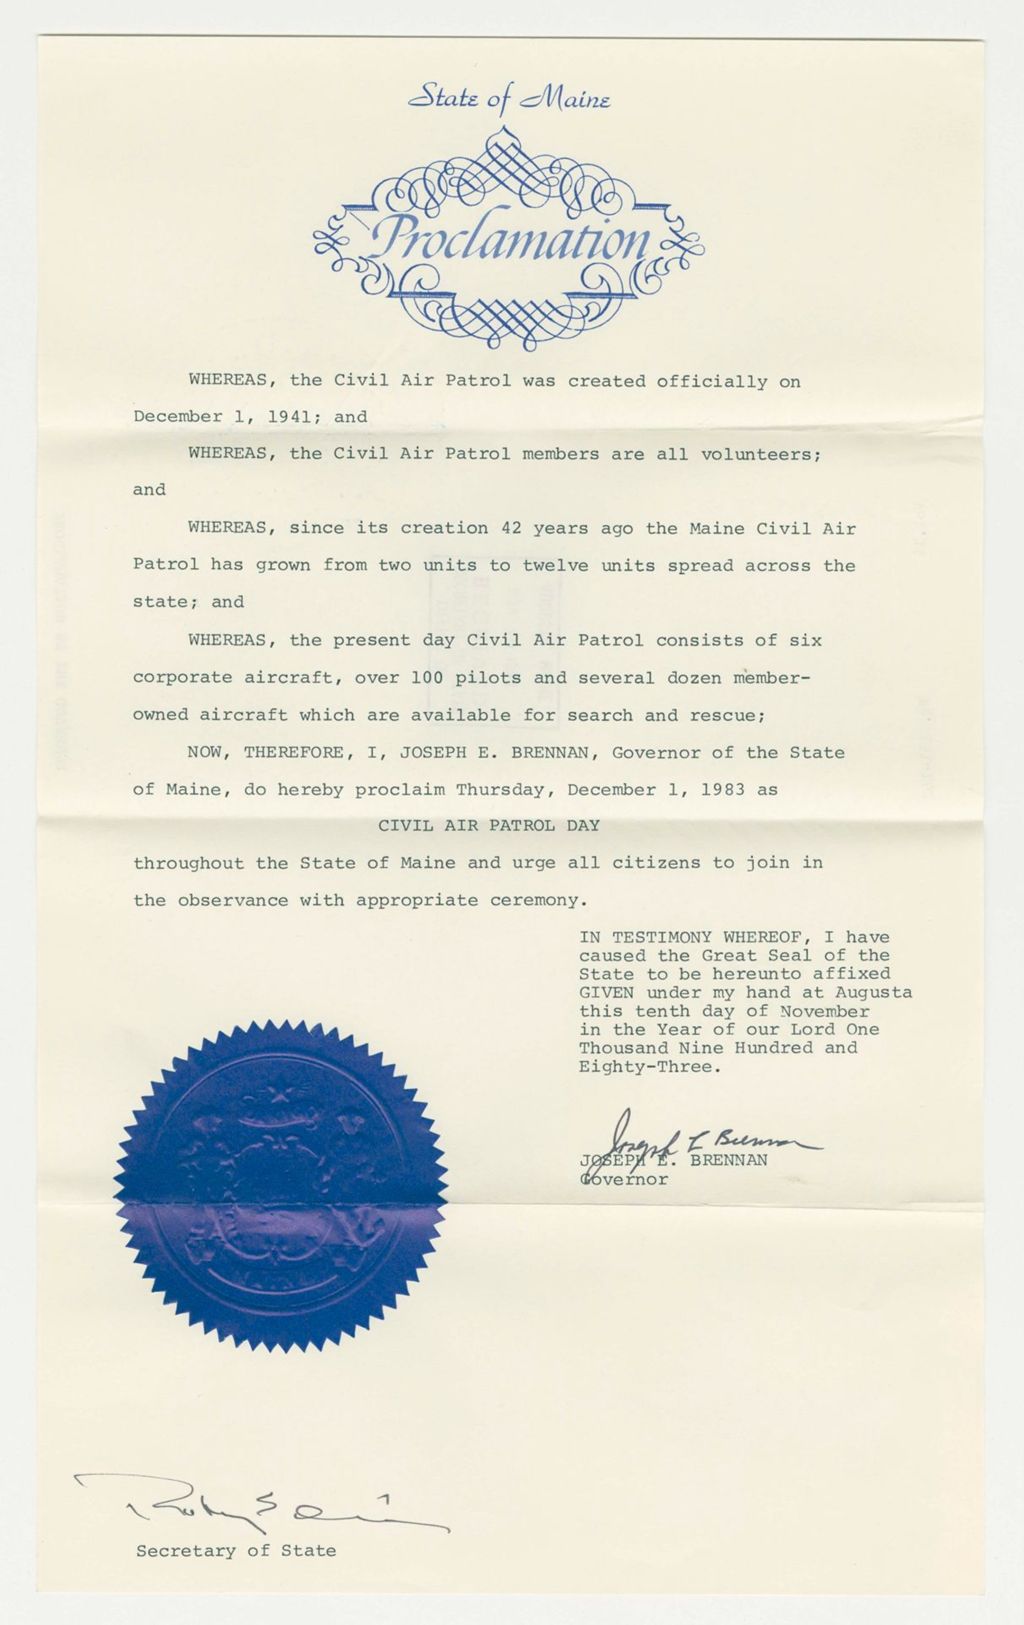 State of Maine
Proclamation
WHEREAS, the Civil Air Patrol was created officially on
December 1, 1941; and
WHEREAS, the Civil Air Patrol members are all volunteers;
and
WHEREAS, since its creation 42 years ago the Maine Civil Air
Patrol has grown from two units to twelve units spread across the
state; and
WHEREAS, the present day Civil Air Patrol consists of six
corporate aircraft, over 100 pilots and several dozen member-
owned aircraft which are available for search and rescue;
NOW, THEREFORE, I, JOSEPH E. BRENNAN, Governor of the State
of Maine, do hereby proclaim Thursday, December 1, 1983 as
CIVIL AIR PATROL DAY
throughout the State of Maine and urge all citizens to join in
the observance with appropriate ceremony.
IN TESTIMONY WHEREOF, I have
caused the Great Seal of the
State to be hereunto affixed
GIVEN under my hand at Augusta
this tenth day of November
in the Year of our Lord One
Thousand Nine Hundred and
Eighty-Three.
Joseph E Brennan
JOSEPH E. BRENNAN
Governor
Secretary of State